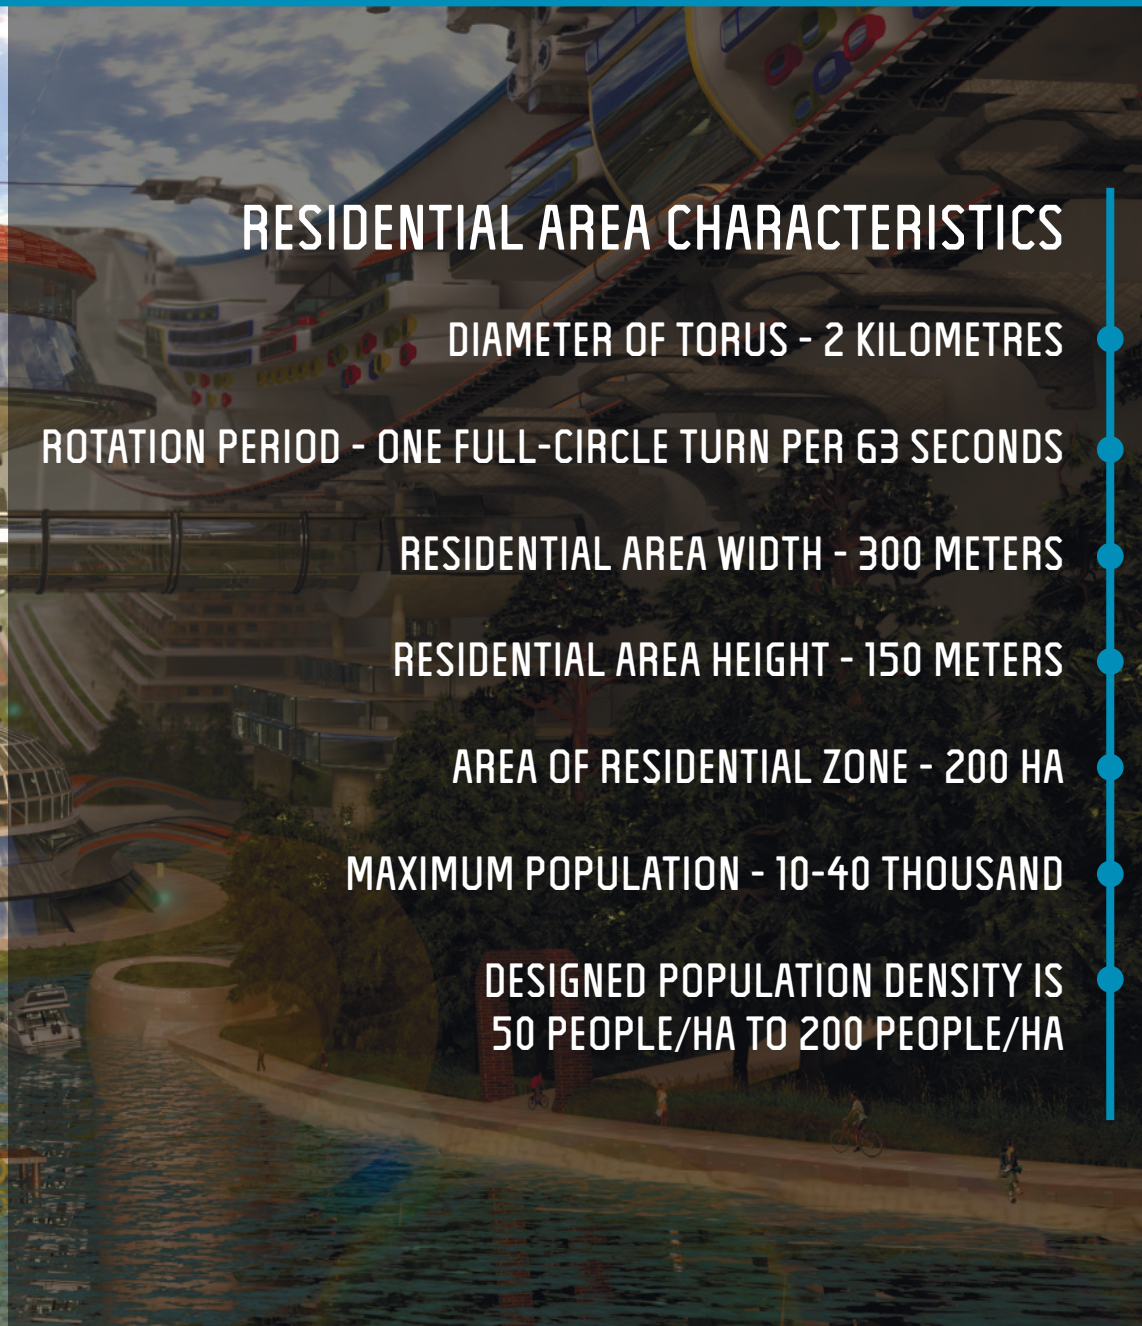 RESIDENTIAL AREA CHARACTERISTICS
DIAMETER OF TORUS - 2 KILOMETRES
ROTATION PERIOD - ONE FULL-CIRCLE TURN PER 63 SECONDS
RESIDENTIAL AREA WIDTH - 300 METERS
RESIDENTIAL AREA HEIGHT - 150 METERS
AREA OF RESIDENTIAL ZONE - 200 HA
MAXIMUM POPULATION - 10-40 THOUSAND
DESIGNED POPULATION DENSITY IS
50 PEOPLE/HA TO 200 PEOPLE/HA